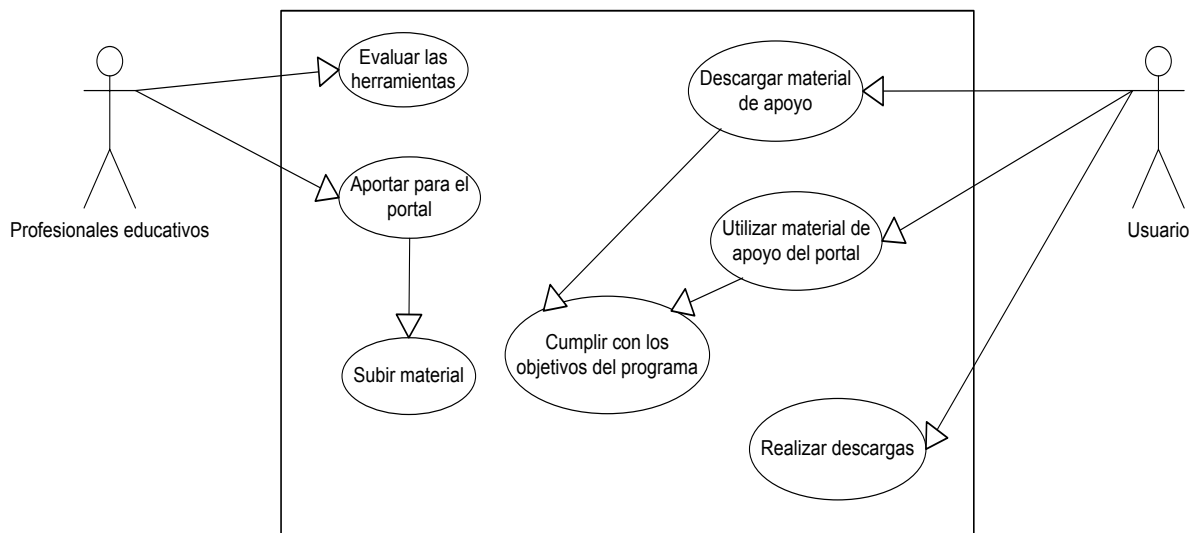 Evaluar las
herramientas
Descargar material
de apoyo
Aportar para el
portal
Profesionales educativos
Utilizar material de
apoyo del portal
Usuario
Cumplir con los
objetivos del programa
Subir material
Realizar descargas